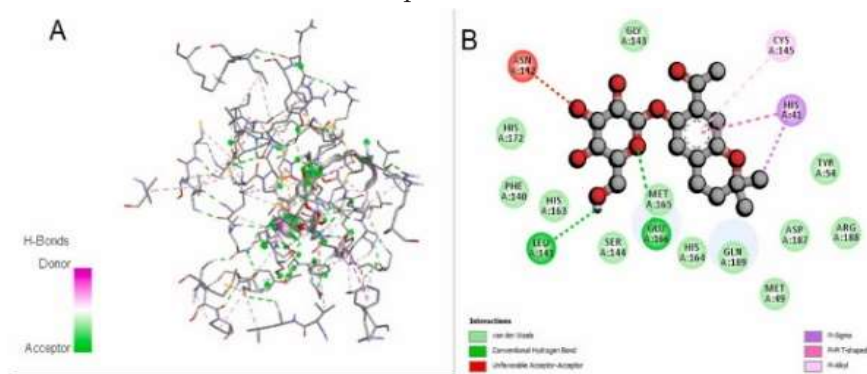 A
H-Bonds
Donor
Acceptor
B
GLY
A:143
CYS
A:145
ASN
A:142
HIS
A:41
HIS
A:172
TYR
A:54
PHE
A:140
HIS
A:163
MET
A:165
LEU
A:141
SER
A:144
GLU
A:166
HIS
A:164
GLN
A:189
ASP
A:187
ARG
A:188
MET
A:49
Interactions
van der Waals
Conventional Hydrogen Bond
Unfavorable Acceptor-Acceptor
Pi-Sigma
Pi-Pi T-shaped
Pi-Alkyl